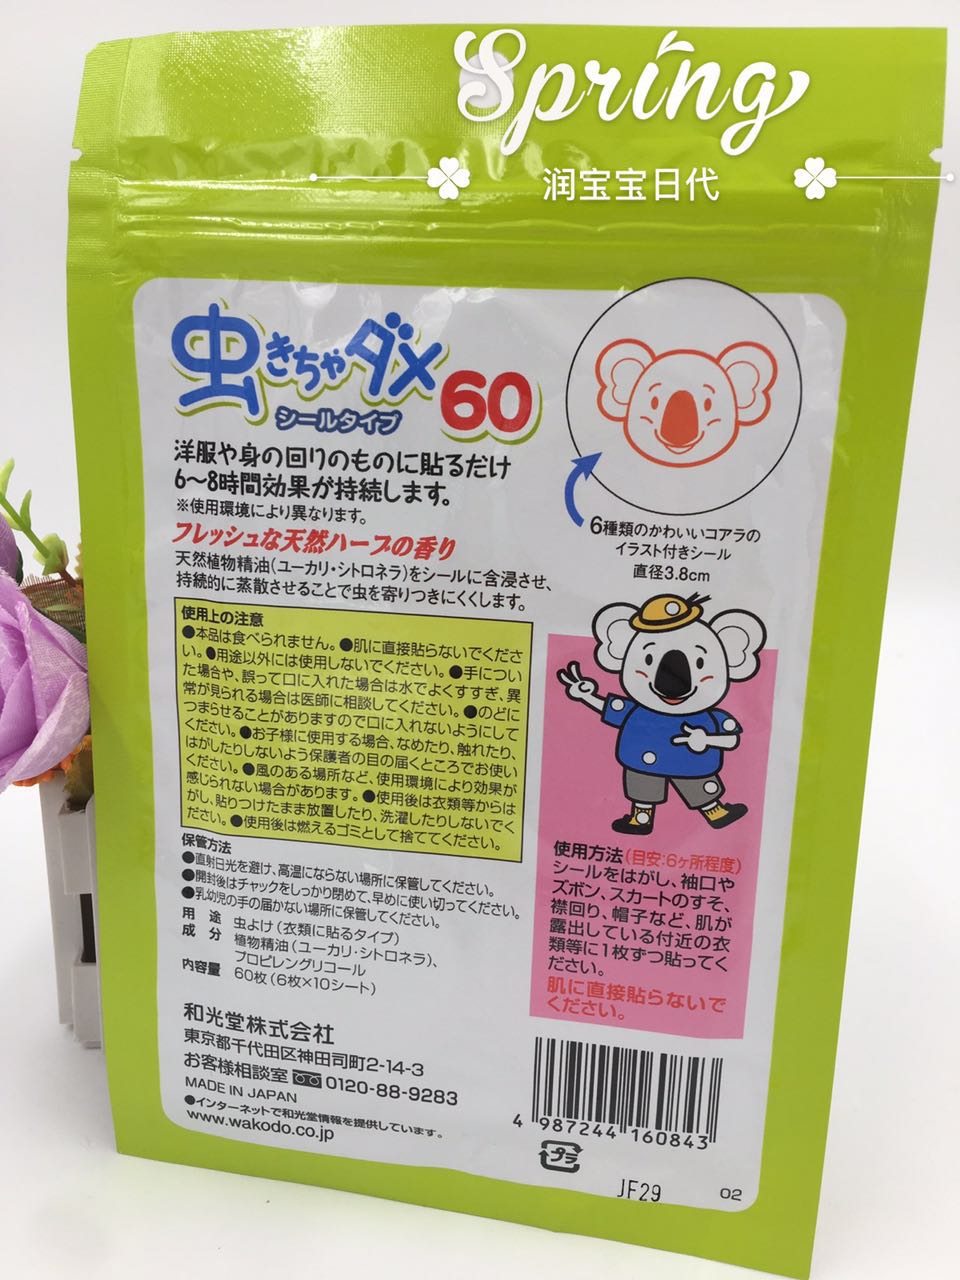 Spring
润宝宝日代
虫きちゃダメ60
シールタイプ
洋服や身の回りのものに貼るだけ
6〜8時間効果が持続します。
※使用環境により異なります。
フレッシュな天然ハーブの香り
天然植物精油(ユーカリ・シトロネラ)をシールに含浸させ、
持続的に蒸散させることで虫を寄りつきにくくします。
6種類のかわいいコアラの
イラスト付きシール
直径3.8cm
使用上の注意
●本品は食べられません。●肌に直接貼らないでくださ
い。●用途以外には使用しないでください。●手につい
た場合や、誤って口に入れた場合は水でよくすすぎ、異
常が見られる場合は医師に相談してください。●のどに
つまらせることがありますので口に入れないようにして
ください。●お子様に使用する場合、なめたり、触れたり、
はがしたりしないよう保護者の目の届くところでお使い
ください。●風のある場所など、使用環境により効果が
感じられない場合があります。●使用後は衣類等からは
がし、貼りつけたまま放置したり、洗濯したりしないでく
ださい。●使用後は燃えるゴミとして捨ててください。
保管方法
●直射日光を避け、高温にならない場所に保管してください。
●開封後はチャックをしっかり閉めて、早めに使い切ってください。
●乳幼児の手の届かない場所に保管してください。
用途 虫よけ(衣類に貼るタイプ)
成分 植物精油(ユーカリ・シトロネラ)、
プロピレングリコール
内容量 60枚(6枚×10シート)
使用方法(目安:6ヶ所程度)
シールをはがし、袖口や
ズボン、スカートのすそ、
襟回り、帽子など、肌が
露出している付近の衣
類等に1枚ずつ貼ってく
ださい。
肌に直接貼らないで
ください。
和光堂株式会社
東京都千代田区神田司町2-14-3
お客様相談室 0120-88-9283
MADE IN JAPAN
●インターネットで和光堂情報を提供しています。
www.wakodo.co.jp
4 987244 160843
プラ
JF29
02